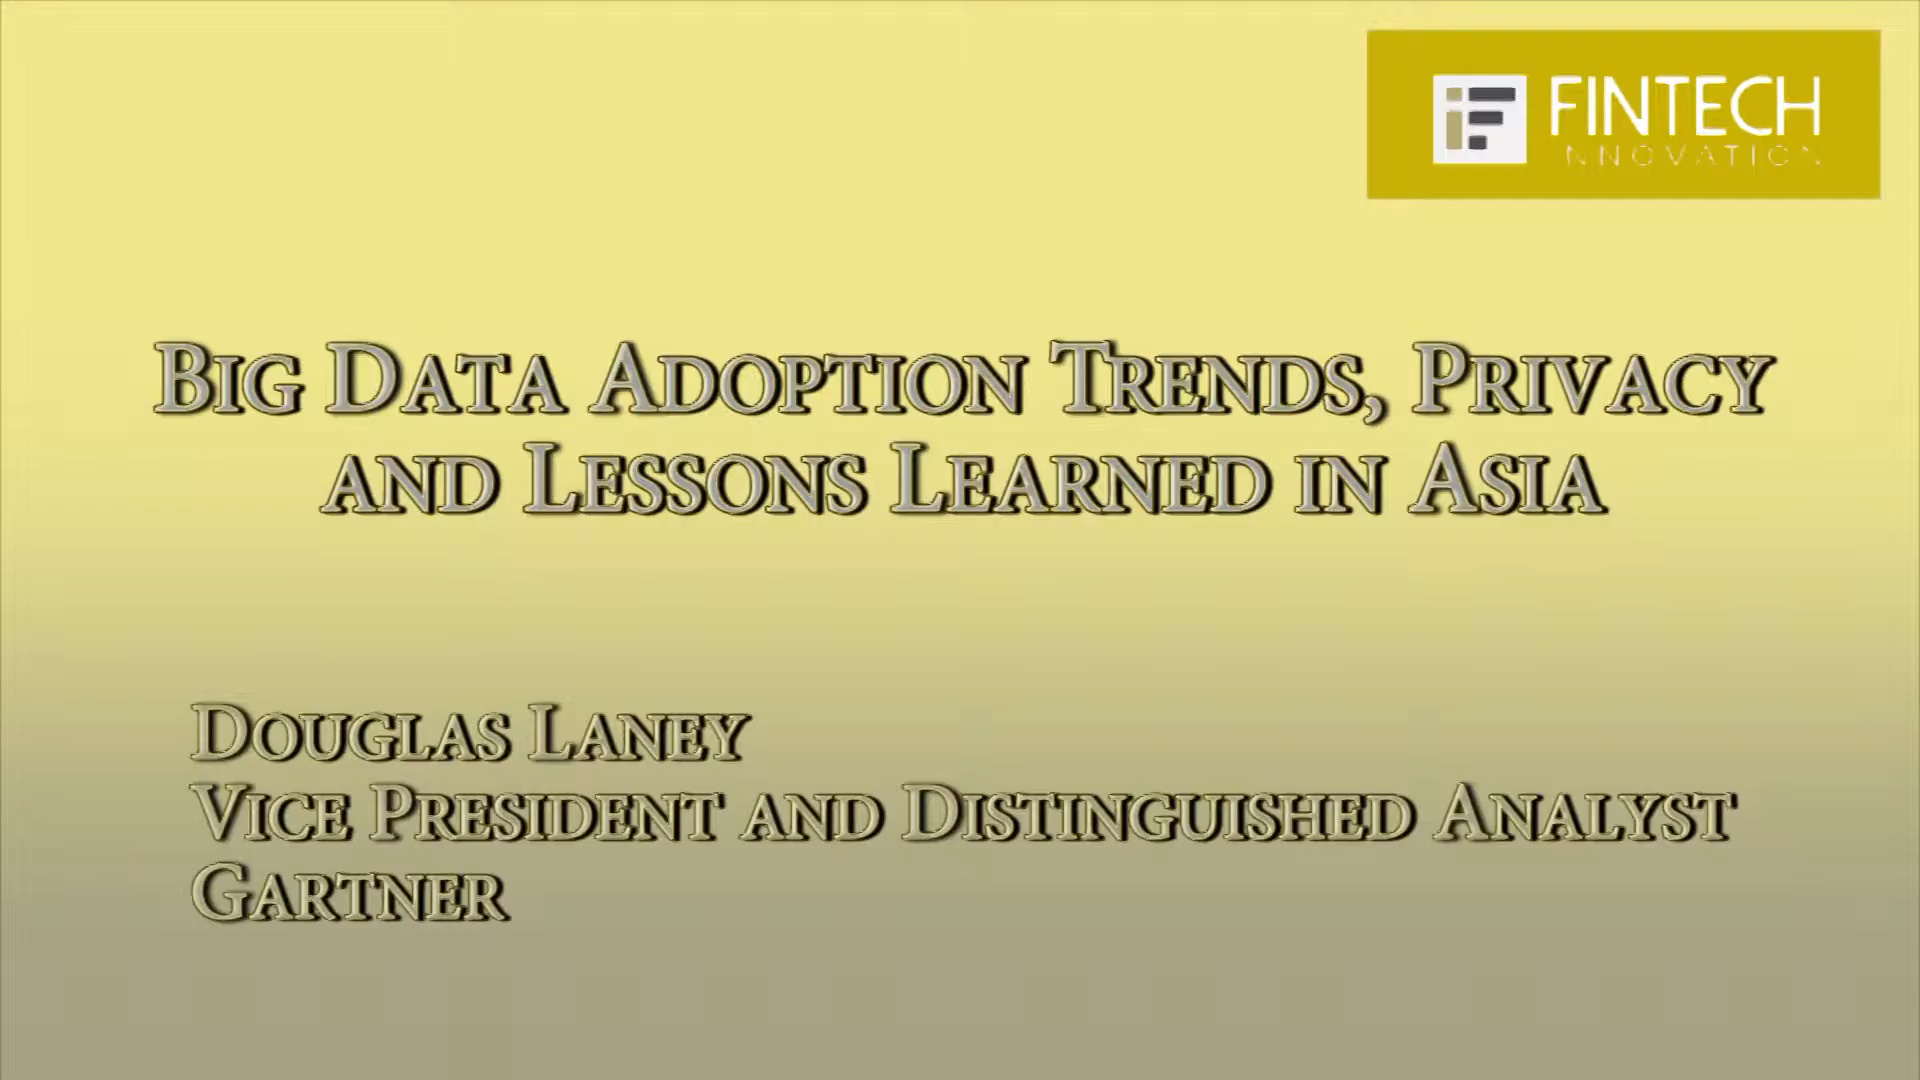 FINTECH
INNOVATION
Big Data Adoption Trends, Privacy
and Lessons Learned in Asia
Douglas Laney
Vice President and Distinguished Analyst
Gartner